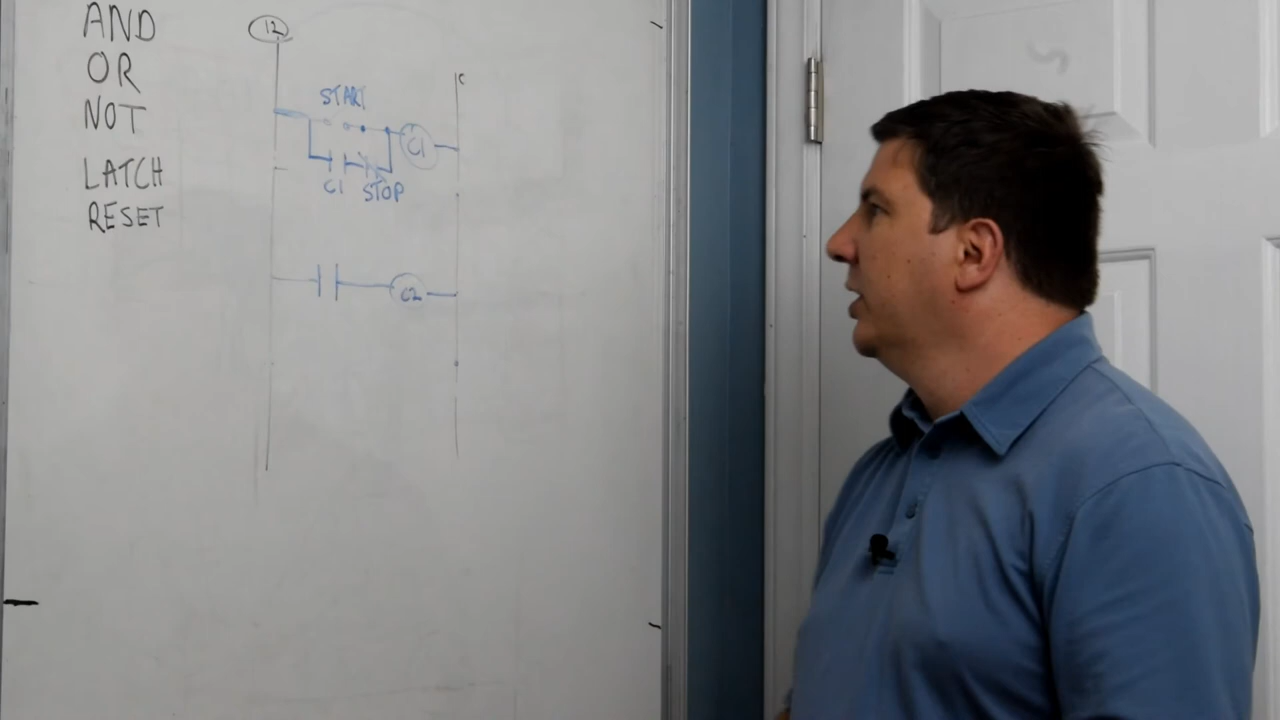 AND
OR
NOT
LATCH
RESET
12
C
START
C1
C1
STOP
C2